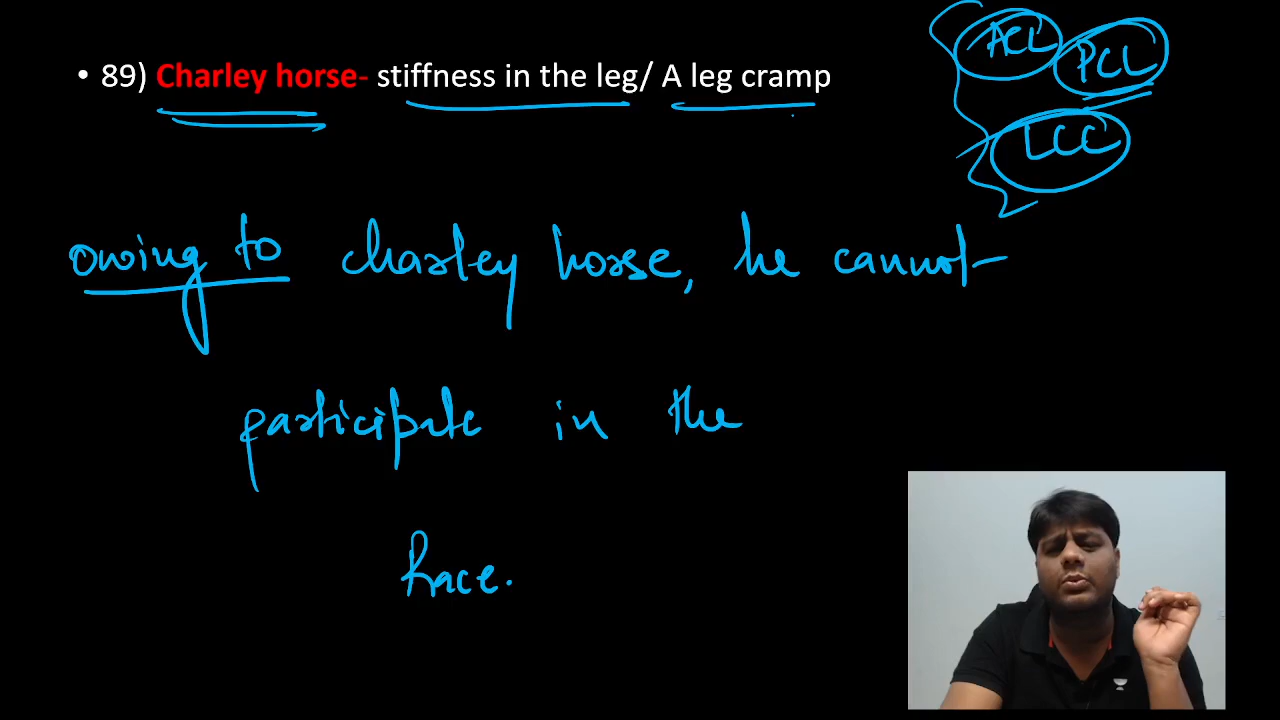 • 89) Charley horse- stiffness in the leg/ A leg cramp
ACL PCL
LCC
owing to charley horse, he cannot
participate in the
race.